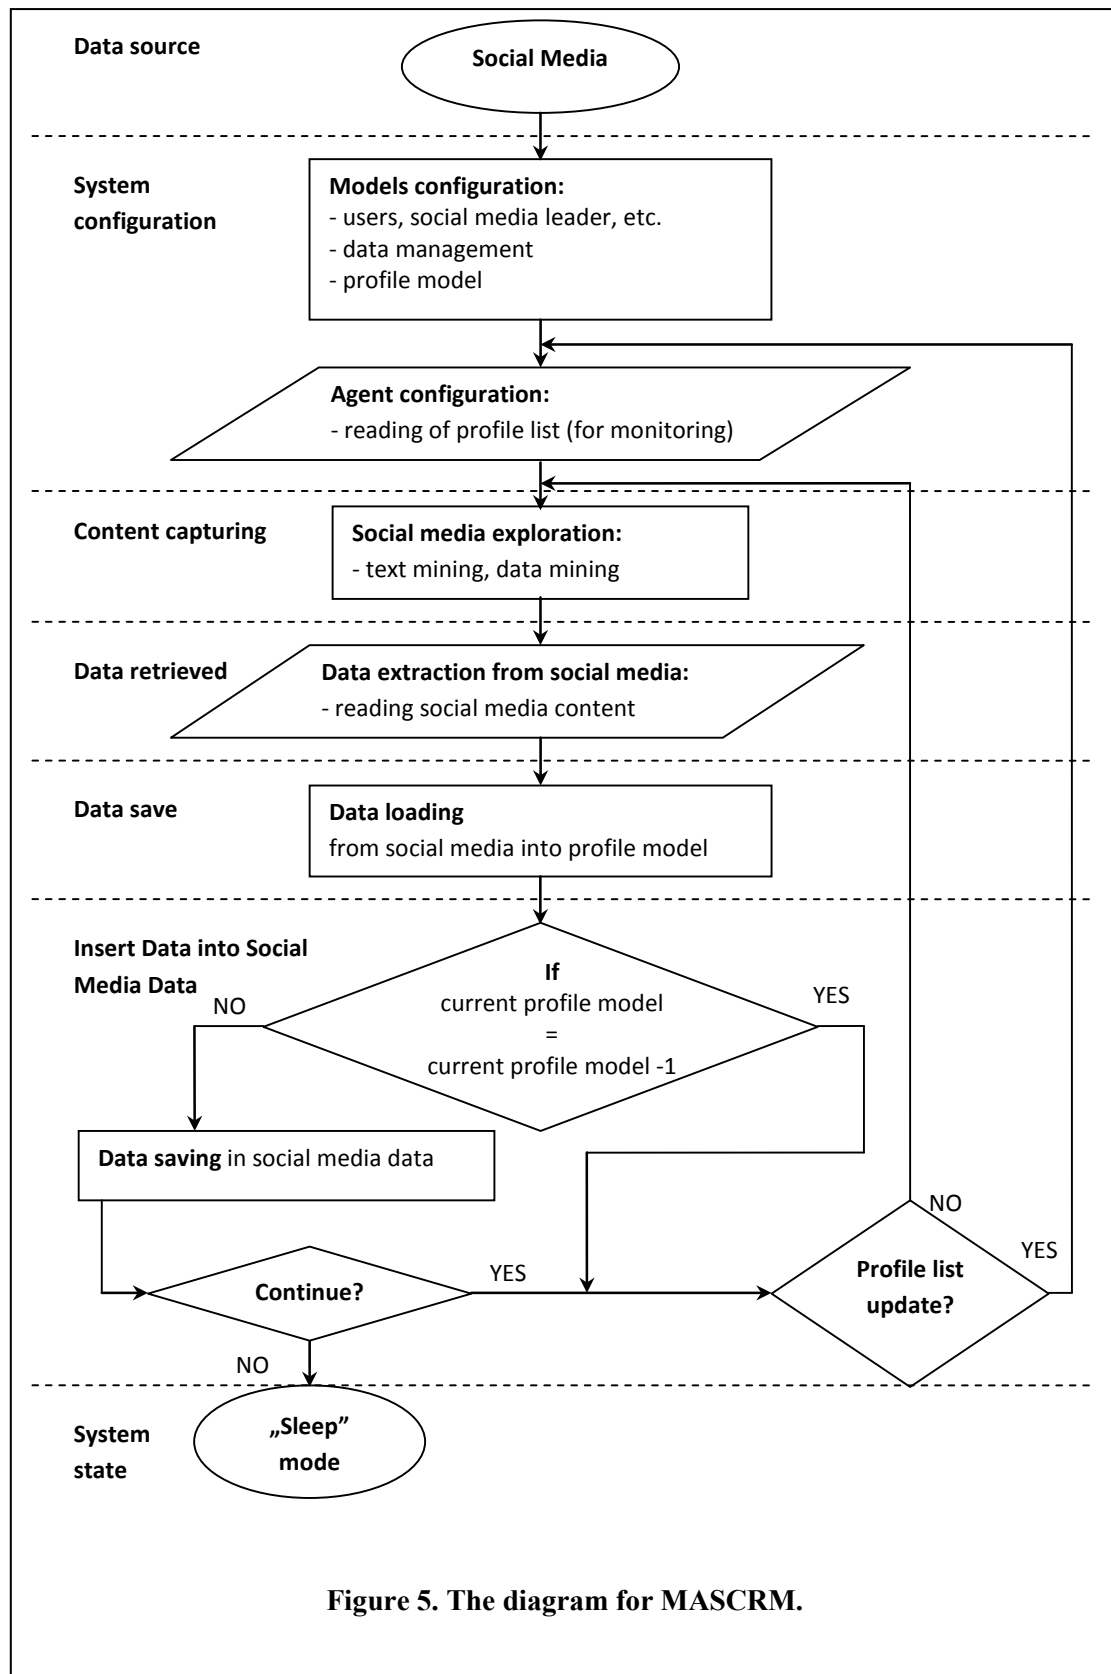 Data source
Social Media
System
configuration
Models configuration:
- users, social media leader, etc.
- data management
- profile model
Agent configuration:
- reading of profile list (for monitoring)
Content capturing
Social media exploration:
- text mining, data mining
Data retrieved
Data extraction from social media:
- reading social media content
Data save
Data loading
from social media into profile model
Insert Data into Social
Media Data
If
current profile model
=
current profile model -1
NO
YES
Data saving in social media data
Continue?
YES
NO
Profile list
update?
NO
YES
System
state
„Sleep”
mode
Figure 5. The diagram for MASCRM.